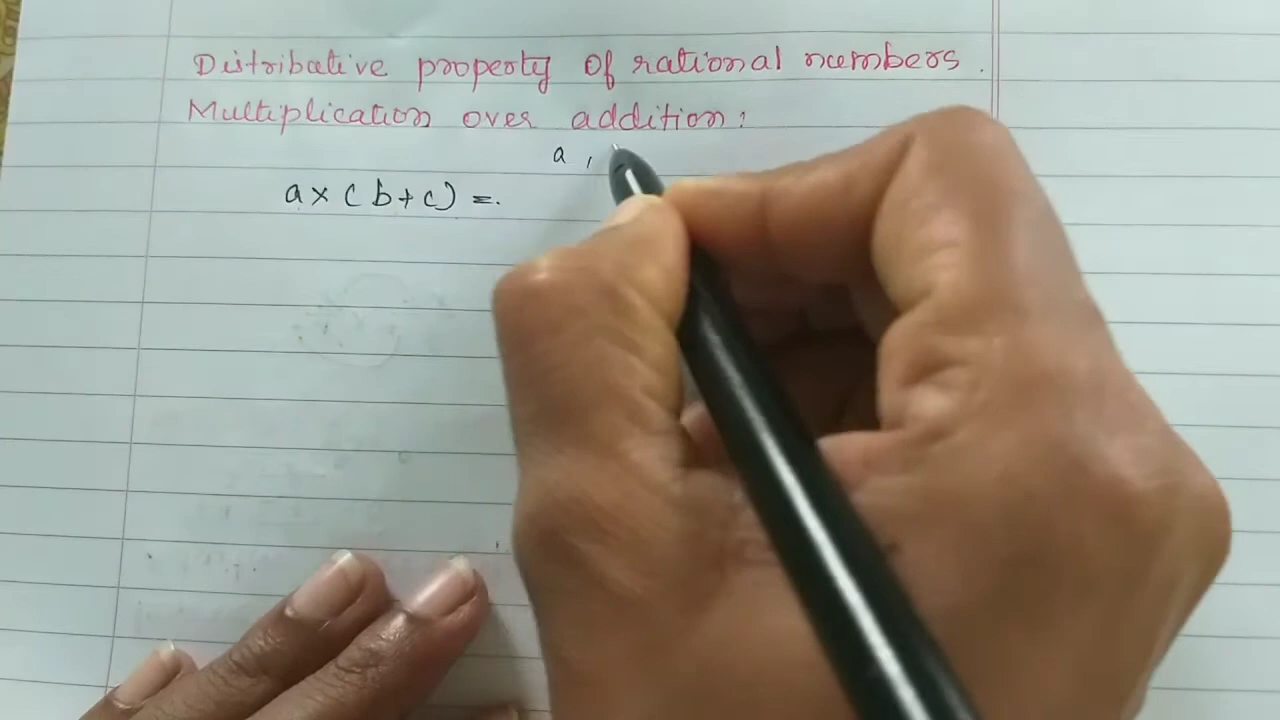 Distributive property of rational numbers.
Multiplication over addition:
a ,
a × ( b + c ) =.